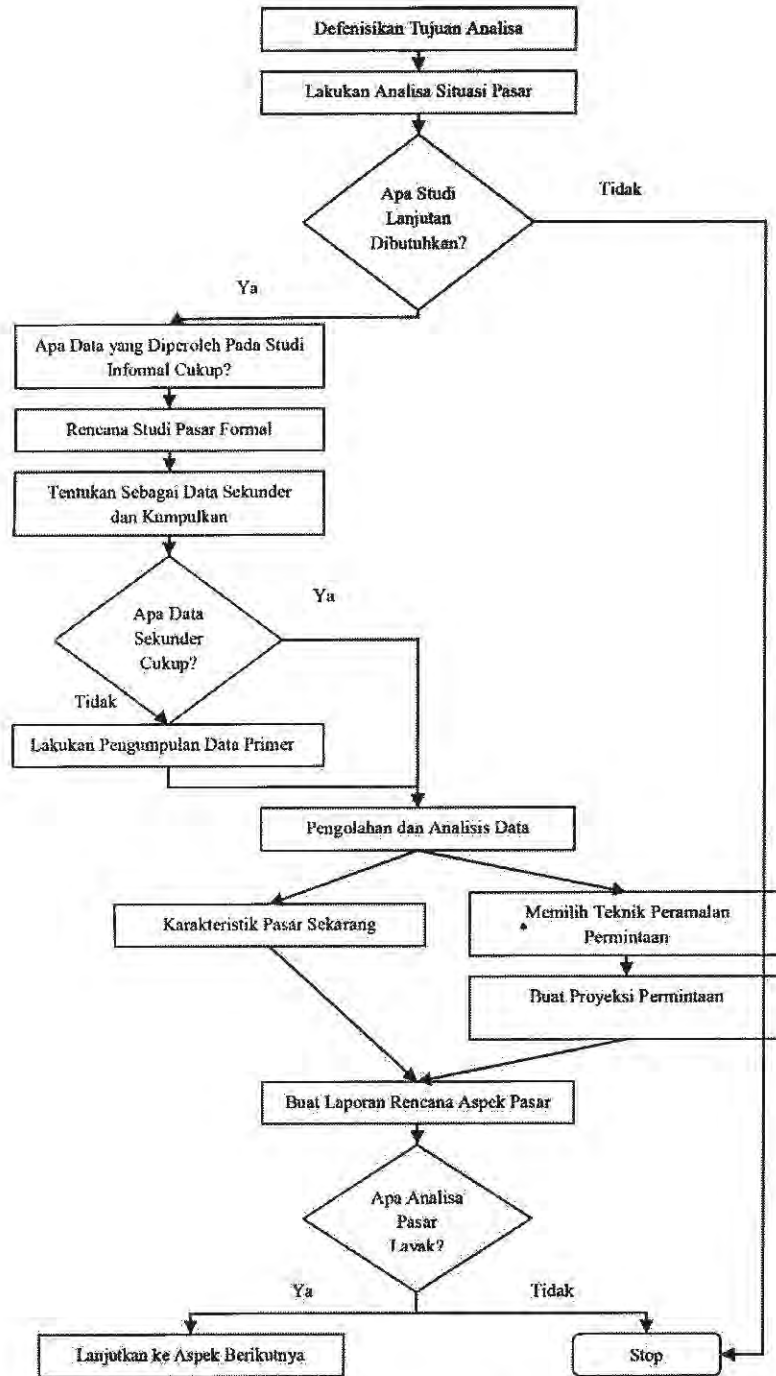 Defenisikan Tujuan Analisa
Lakukan Analisa Situasi Pasar
Apa Studi
Lanjutan
Dibutuhkan?
Tidak
Ya
Apa Data yang Diperoleh Pada Studi
Informal Cukup?
Rencana Studi Pasar Formal
Tentukan Sebagai Data Sekunder
dan Kumpulkan
Apa Data
Sekunder
Cukup?
Ya
Tidak
Lakukan Pengumpulan Data Primer
Pengolahan dan Analisis Data
Karakteristik Pasar Sekarang
Memilih Teknik Peramalan
Permintaan
Buat Proyeksi Permintaan
Buat Laporan Rencana Aspek Pasar
Apa Analisa
Pasar
Layak?
Ya
Tidak
Lanjutkan ke Aspek Berikutnya
Stop